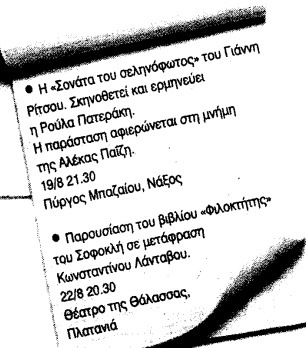 ● Η «Σονάτα του σεληνόφωτος» του Γιάννη
Ρίτσου. Σκηνοθετεί και ερμηνεύει
η Ρούλα Πατεράκη.
Η παράσταση αφιερώνεται στη μνήμη
της Αλέκας Παΐζη.
19/8 21.30
Πύργος Μπαζαίου, Νάξος
● Παρουσίαση του βιβλίου «Φιλοκτήτης»
του Σοφοκλή σε μετάφραση
Κωνσταντίνου Λάνταβου.
22/8 20.30
Θέατρο της Θάλασσας,
Πλατανιά